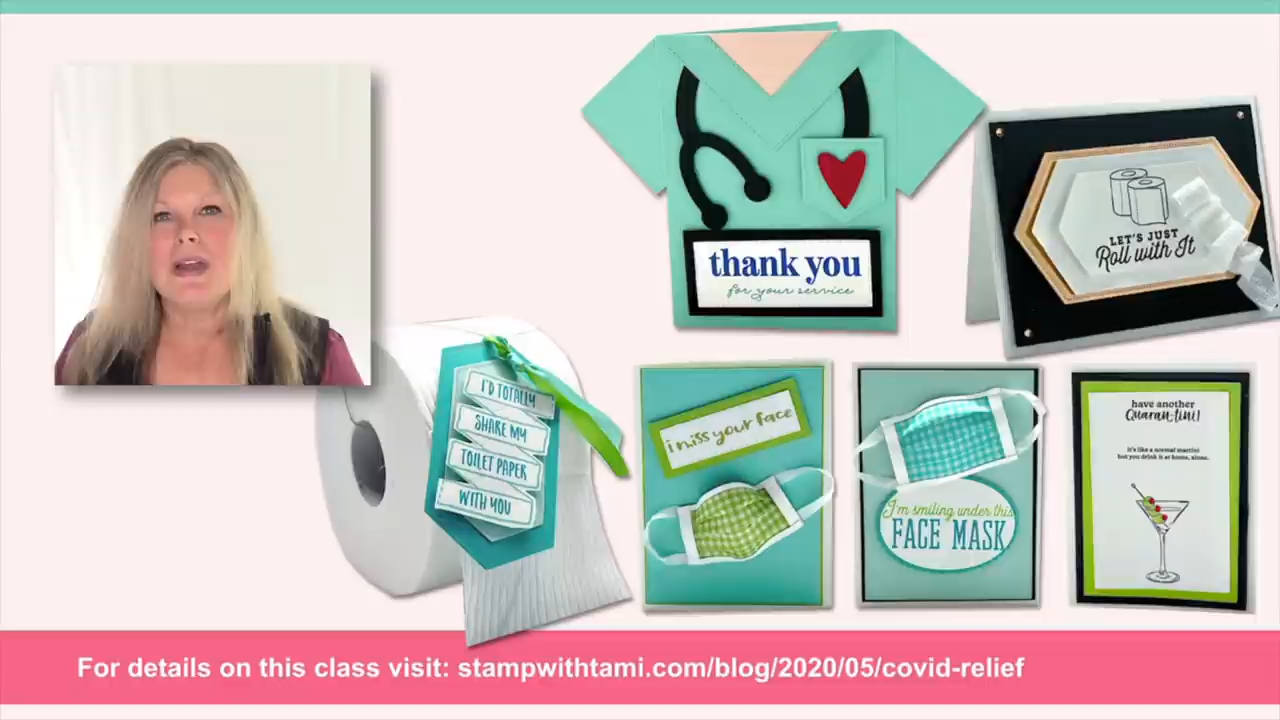 thank you
for your service
LET'S JUST
Roll with It
I'D TOTALLY
SHARE MY
TOILET PAPER
WITH YOU
i miss your face
I'm smiling under this
FACE MASK
have another
Quaran-tini!
it's like a normal martini
but you drink it at home, alone.
For details on this class visit: stampwithtami.com/blog/2020/05/covid-relief